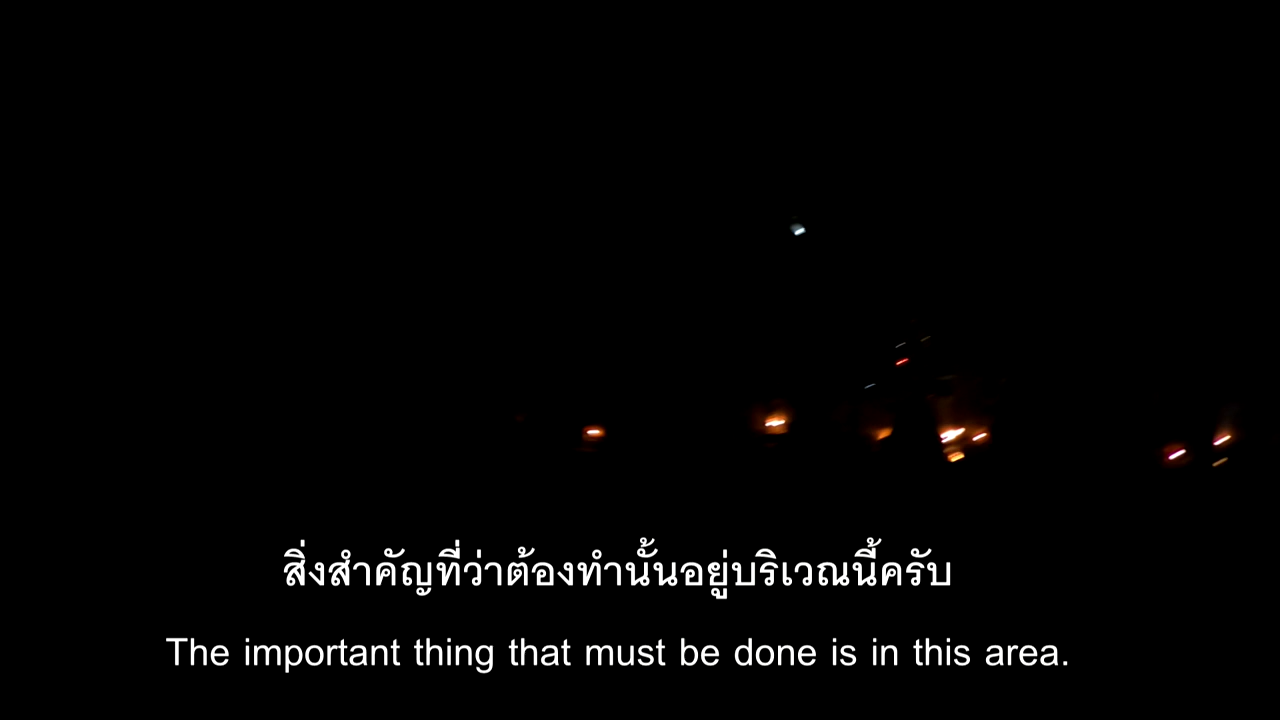 สิ่งสำคัญที่ว่าต้องทำนั้นอยู่บริเวณนี้ครับ
The important thing that must be done is in this area.